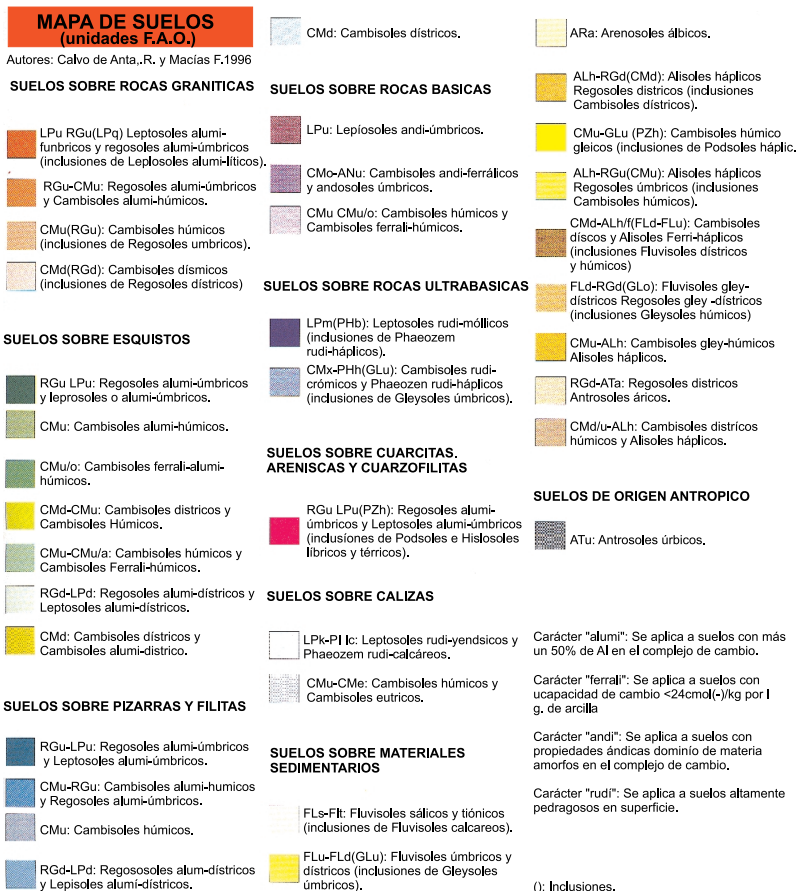 MAPA DE SUELOS
(unidades F.A.O.)
Autores: Calvo de Anta,.R. y Macías F.1996
SUELOS SOBRE ROCAS GRANITICAS
LPu RGu(LPq) Leptosoles alumi-
funbricos y regosoles alumi-úmbricos
(inclusiones de Leplosoles alumi-líticos).
RGu-CMu: Regosoles alumi-úmbricos
y Cambisoles alumi-húmicos.
CMu(RGu): Cambisoles húmicos
(inclusiones de Regosoles umbricos).
CMd(RGd): Cambisoles dísmicos
(inclusiones de Regosoles dístricos)
SUELOS SOBRE ESQUISTOS
RGu LPu: Regosoles alumi-úmbricos
y leprosoles o alumi-úmbricos.
CMu: Cambisoles alumi-húmicos.
CMu/o: Cambisoles ferrali-alumi-
húmicos.
CMd-CMu: Cambisoles districos y
Cambisoles Húmicos.
CMu-CMu/a: Cambisoles húmicos y
Cambisoles Ferrali-húmicos.
RGd-LPd: Regosoles alumi-dístricos y
Leptosoles alumi-dístricos.
CMd: Cambisoles dístricos y
Cambisoles alumi-districo.
SUELOS SOBRE PIZARRAS Y FILITAS
RGu-LPu: Regosoles alumi-úmbricos
y Leptosoles alumi-úmbricos.
CMu-RGu: Cambisoles alumi-humicos
y Regosoles alumi-úmbricos.
CMu: Cambisoles húmicos.
RGd-LPd: Regososoles alum-dístricos
y Lepisoles alumí-dístricos.
CMd: Cambisoles dístricos.
SUELOS SOBRE ROCAS BASICAS
LPu: Lepíosoles andi-úmbricos.
CMo-ANu: Cambisoles andi-ferrálicos
y andosoles úmbricos.
CMu CMu/o: Cambisoles húmicos y
Cambisoles ferrali-húmicos.
SUELOS SOBRE ROCAS ULTRABASICAS
LPm(PHb): Leptosoles rudi-móllicos
(inclusiones de Phaeozem
rudi-háplicos).
CMx-PHh(GLu): Cambisoles rudi-
crómicos y Phaeozen rudi-háplicos
(inclusiones de Gleysoles úmbricos).
SUELOS SOBRE CUARCITAS.
ARENISCAS Y CUARZOFILITAS
RGu LPu(PZh): Regosoles alumi-
úmbricos y Leptosoles alumi-úmbricos
(inclusíones de Podsoles e Hislosoles
líbricos y térricos).
SUELOS SOBRE CALIZAS
LPk-PI lc: Leptosoles rudi-yendsicos y
Phaeozem rudi-calcáreos.
CMu-CMe: Cambisoles húmicos y
Cambisoles eutricos.
SUELOS SOBRE MATERIALES
SEDIMENTARIOS
FLs-Flt: Fluvisoles sálicos y tiónicos
(inclusiones de Fluvisoles calcareos).
FLu-FLd(GLu): Fluvisoles úmbricos y
dístricos (inclusiones de Gleysoles
úmbricos).
ARa: Arenosoles álbicos.
ALh-RGd(CMd): Alisoles háplicos
Regosoles districos (inclusiones
Cambisoles dístricos).
CMu-GLu (PZh): Cambisoles húmico
gleicos (inclusiones de Podsoles háplic.
ALh-RGu(CMu): Alisoles háplicos
Regosoles úmbricos (inclusiones
Cambisoles húmicos).
CMd-ALh/f(FLd-FLu): Cambisoles
díscos y Alisoles Ferri-háplicos
(inclusiones Fluvisoles dístricos
y húmicos)
FLd-RGd(GLo): Fluvisoles gley-
dístricos Regosoles gley -dístricos
(inclusiones Gleysoles húmicos)
CMu-ALh: Cambisoles gley-húmicos
Alisoles háplicos.
RGd-ATa: Regosoles districos
Antrosoles áricos.
CMd/u-ALh: Cambisoles districos
húmicos y Alisoles háplicos.
SUELOS DE ORIGEN ANTROPICO
ATu: Antrosoles úrbicos.
Carácter "alumi": Se aplica a suelos con más
un 50% de Al en el complejo de cambio.
Carácter "ferrali": Se aplica a suelos con
ucapacidad de cambio <24cmol(-)/kg por l
g. de arcilla
Carácter "andi": Se aplica a suelos con
propiedades ándicas dominío de materia
amorfos en el complejo de cambio.
Carácter "rudí": Se aplica a suelos altamente
pedragosos en superficie.
(): Inclusiones.